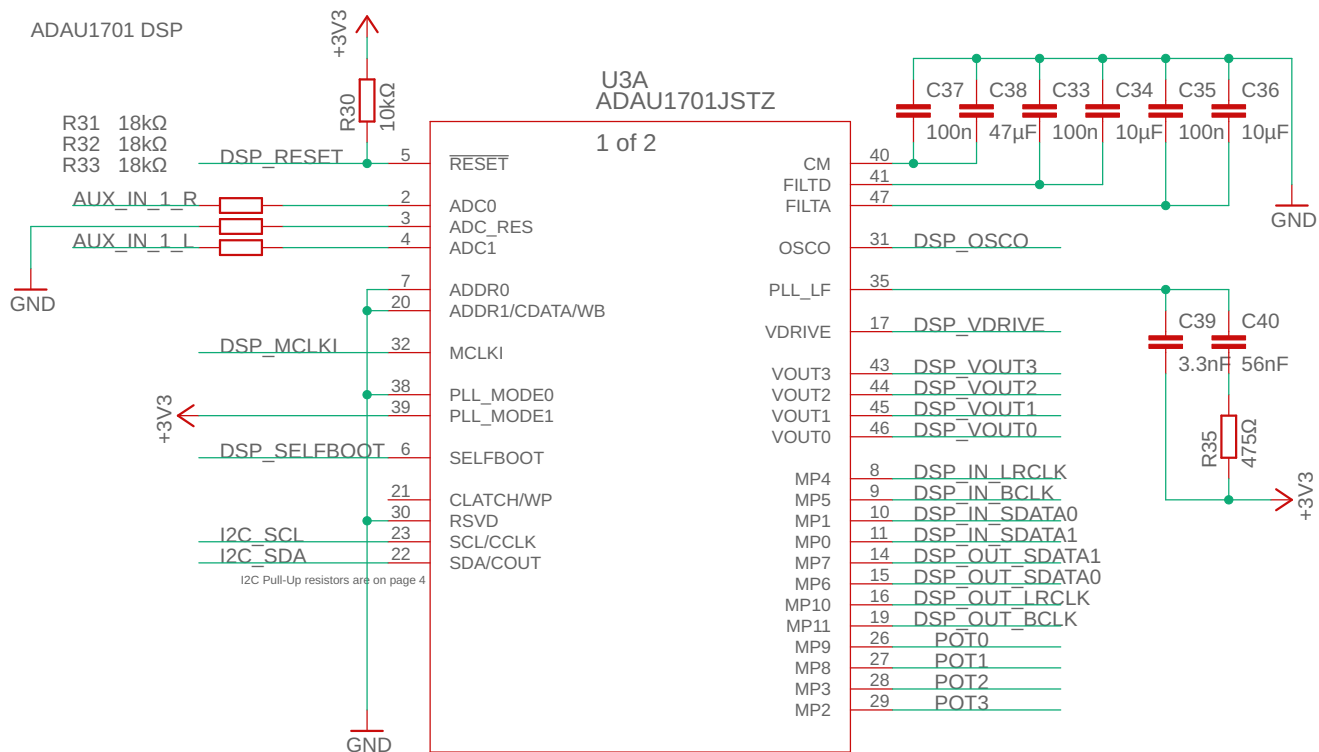 ADAU1701 DSP
+3V3
R30
10kΩ
R31 18kΩ
R32 18kΩ
R33 18kΩ
U3A
ADAU1701JSTZ
1 of 2
DSP_RESET 5 RESET
AUX_IN_1_R 2 ADC0
3 ADC_RES
AUX_IN_1_L 4 ADC1
GND
7 ADDR0
20 ADDR1/CDATA/WB
DSP_MCLKI 32 MCLKI
38 PLL_MODE0
+3V3 39 PLL_MODE1
DSP_SELFBOOT 6 SELFBOOT
21 CLATCH/WP
30 RSVD
I2C_SCL 23 SCL/CCLK
I2C_SDA 22 SDA/COUT
I2C Pull-Up resistors are on page 4
GND
C37 C38 C33 C34 C35 C36
100n 47µF 100n 10µF 100n 10µF
CM 40
FILTD 41
FILTA 47
GND
OSCO 31 DSP_OSCO
PLL_LF 35
VDRIVE 17 DSP_VDRIVE
C39 C40
3.3nF 56nF
R35
475Ω
+3V3
VOUT3 43 DSP_VOUT3
VOUT2 44 DSP_VOUT2
VOUT1 45 DSP_VOUT1
VOUT0 46 DSP_VOUT0
MP4 8 DSP_IN_LRCLK
MP5 9 DSP_IN_BCLK
MP1 10 DSP_IN_SDATA0
MP0 11 DSP_IN_SDATA1
MP7 14 DSP_OUT_SDATA1
MP6 15 DSP_OUT_SDATA0
MP10 16 DSP_OUT_LRCLK
MP11 19 DSP_OUT_BCLK
MP9 26 POT0
MP8 27 POT1
MP3 28 POT2
MP2 29 POT3